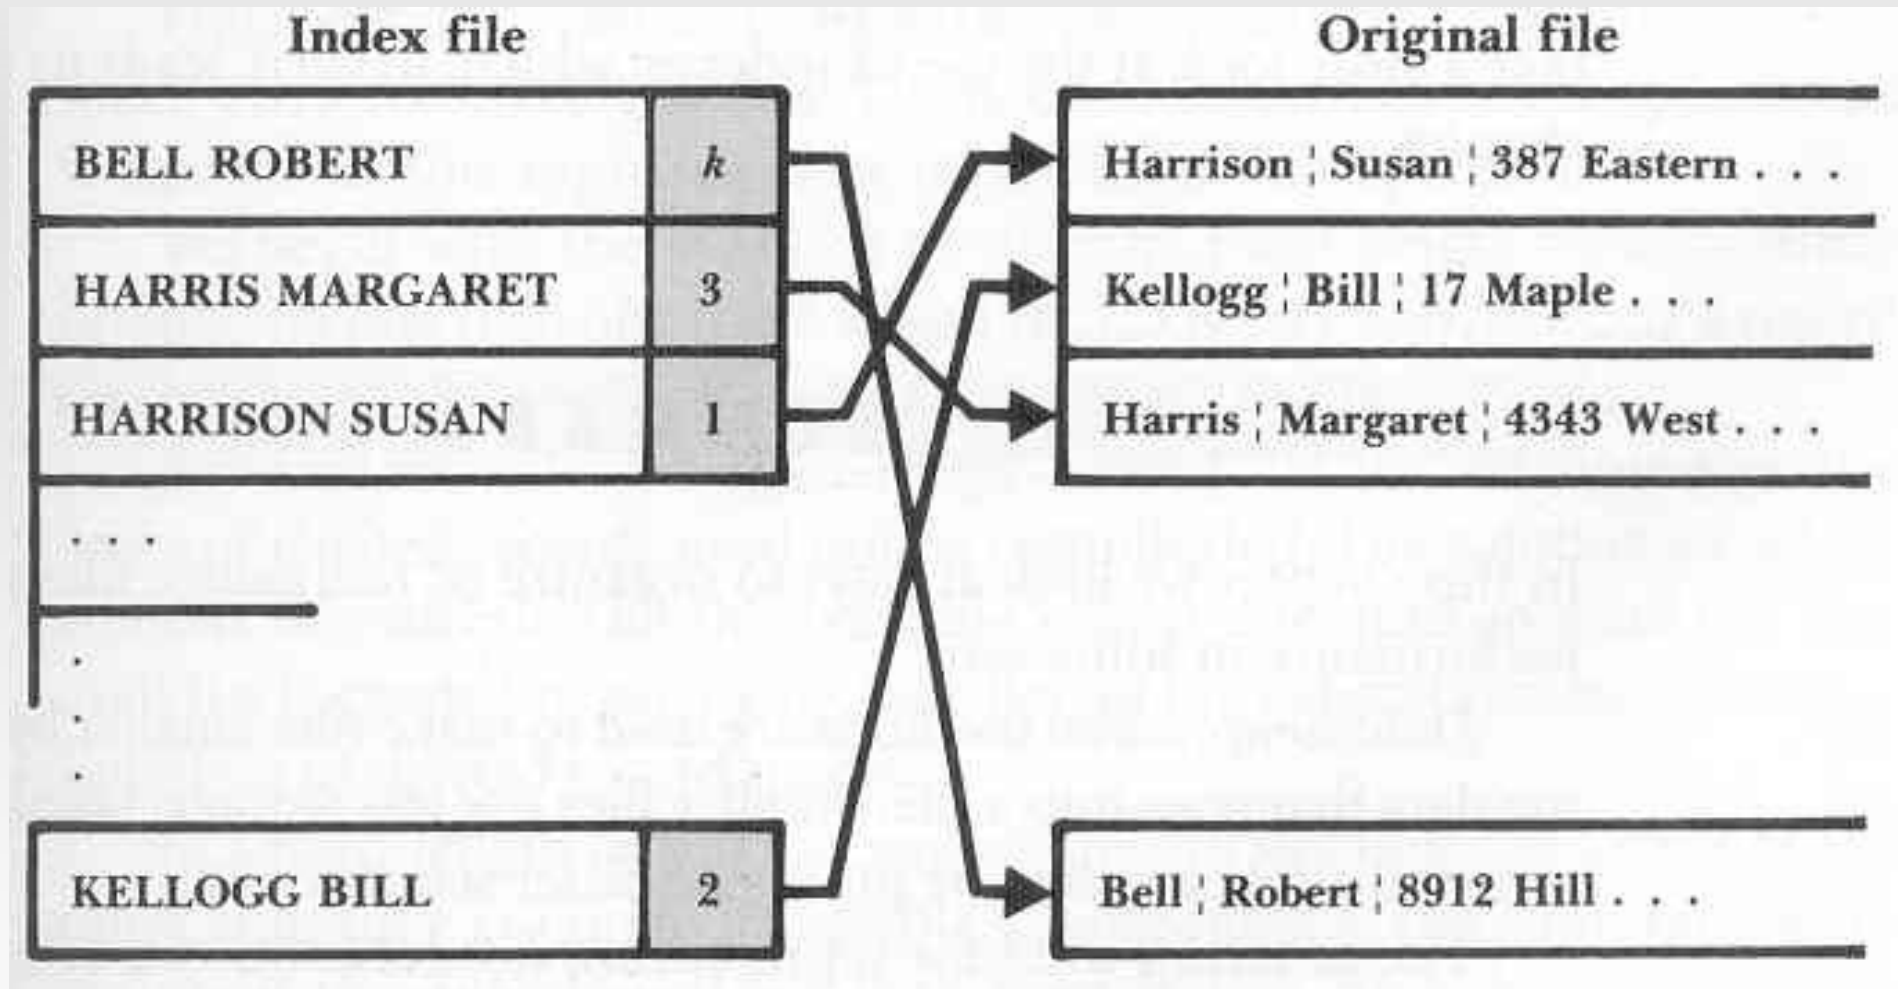 Index file
Original file
BELL ROBERT k
Harrison ¦ Susan ¦ 387 Eastern . . .
HARRIS MARGARET 3
Kellogg ¦ Bill ¦ 17 Maple . . .
HARRISON SUSAN 1
Harris ¦ Margaret ¦ 4343 West . . .
. . .
.
.
.
KELLOGG BILL 2
Bell ¦ Robert ¦ 8912 Hill . . .